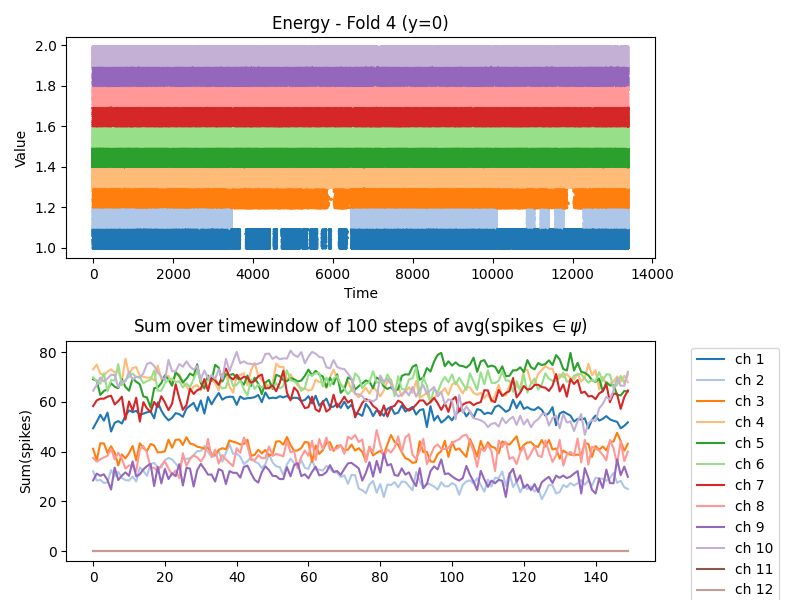 Energy - Fold 4 (y=0)
2.0
1.8
1.6
1.4
1.2
1.0
Value
0 2000 4000 6000 8000 10000 12000 14000
Time
Sum over timewindow of 100 steps of avg(spikes ∈ ψ)
80
60
40
20
0
Sum(spikes)
0 20 40 60 80 100 120 140
ch 1
ch 2
ch 3
ch 4
ch 5
ch 6
ch 7
ch 8
ch 9
ch 10
ch 11
ch 12